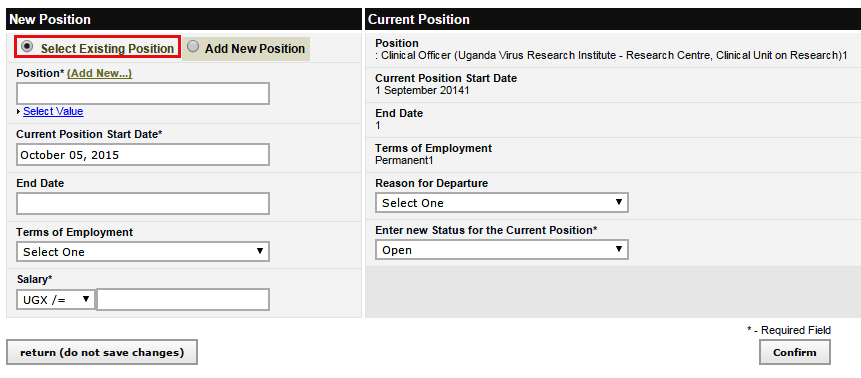 New Position
Select Existing Position
Add New Position
Position* (Add New...)
Select Value
Current Position Start Date*
October 05, 2015
End Date
Terms of Employment
Select One
Salary*
UGX /=
Current Position
Position
: Clinical Officer (Uganda Virus Research Institute - Research Centre, Clinical Unit on Research)1
Current Position Start Date
1 September 20141
End Date
1
Terms of Employment
Permanent1
Reason for Departure
Select One
Enter new Status for the Current Position*
Open
* - Required Field
return (do not save changes)
Confirm